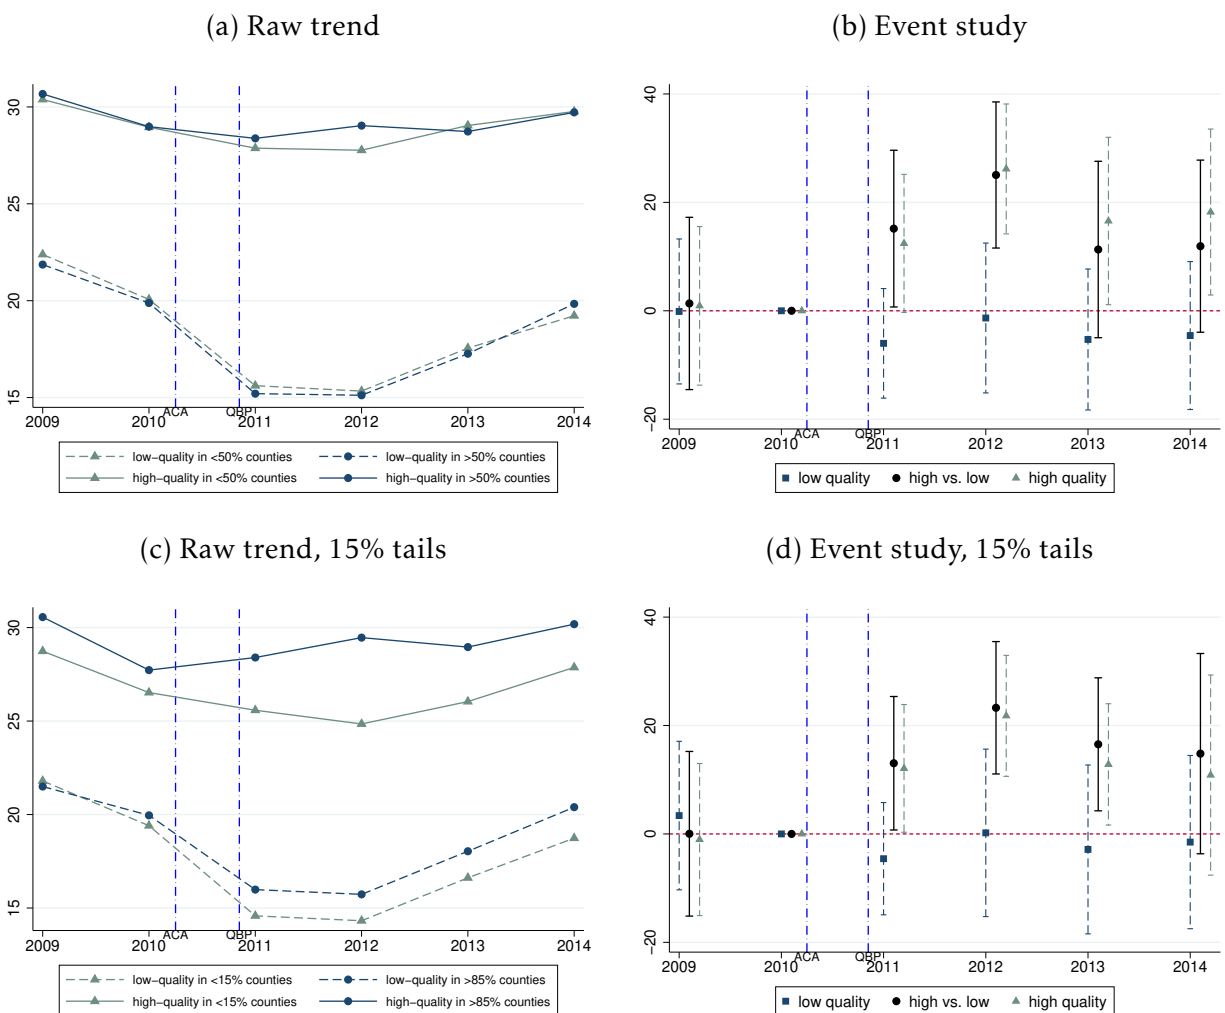 (a) Raw trend
30
25
20
15
2009 2010 ACA QBP 2011 2012 2013 2014
low-quality in <50% counties low-quality in >50% counties
high-quality in <50% counties high-quality in >50% counties
(b) Event study
40
20
0
-20
2009 2010 ACA QBP 2011 2012 2013 2014
low quality high vs. low high quality
(c) Raw trend, 15% tails
30
25
20
15
2009 2010 ACA QBP 2011 2012 2013 2014
low-quality in <15% counties low-quality in >85% counties
high-quality in <15% counties high-quality in >85% counties
(d) Event study, 15% tails
40
20
0
-20
2009 2010 ACA QBP 2011 2012 2013 2014
low quality high vs. low high quality